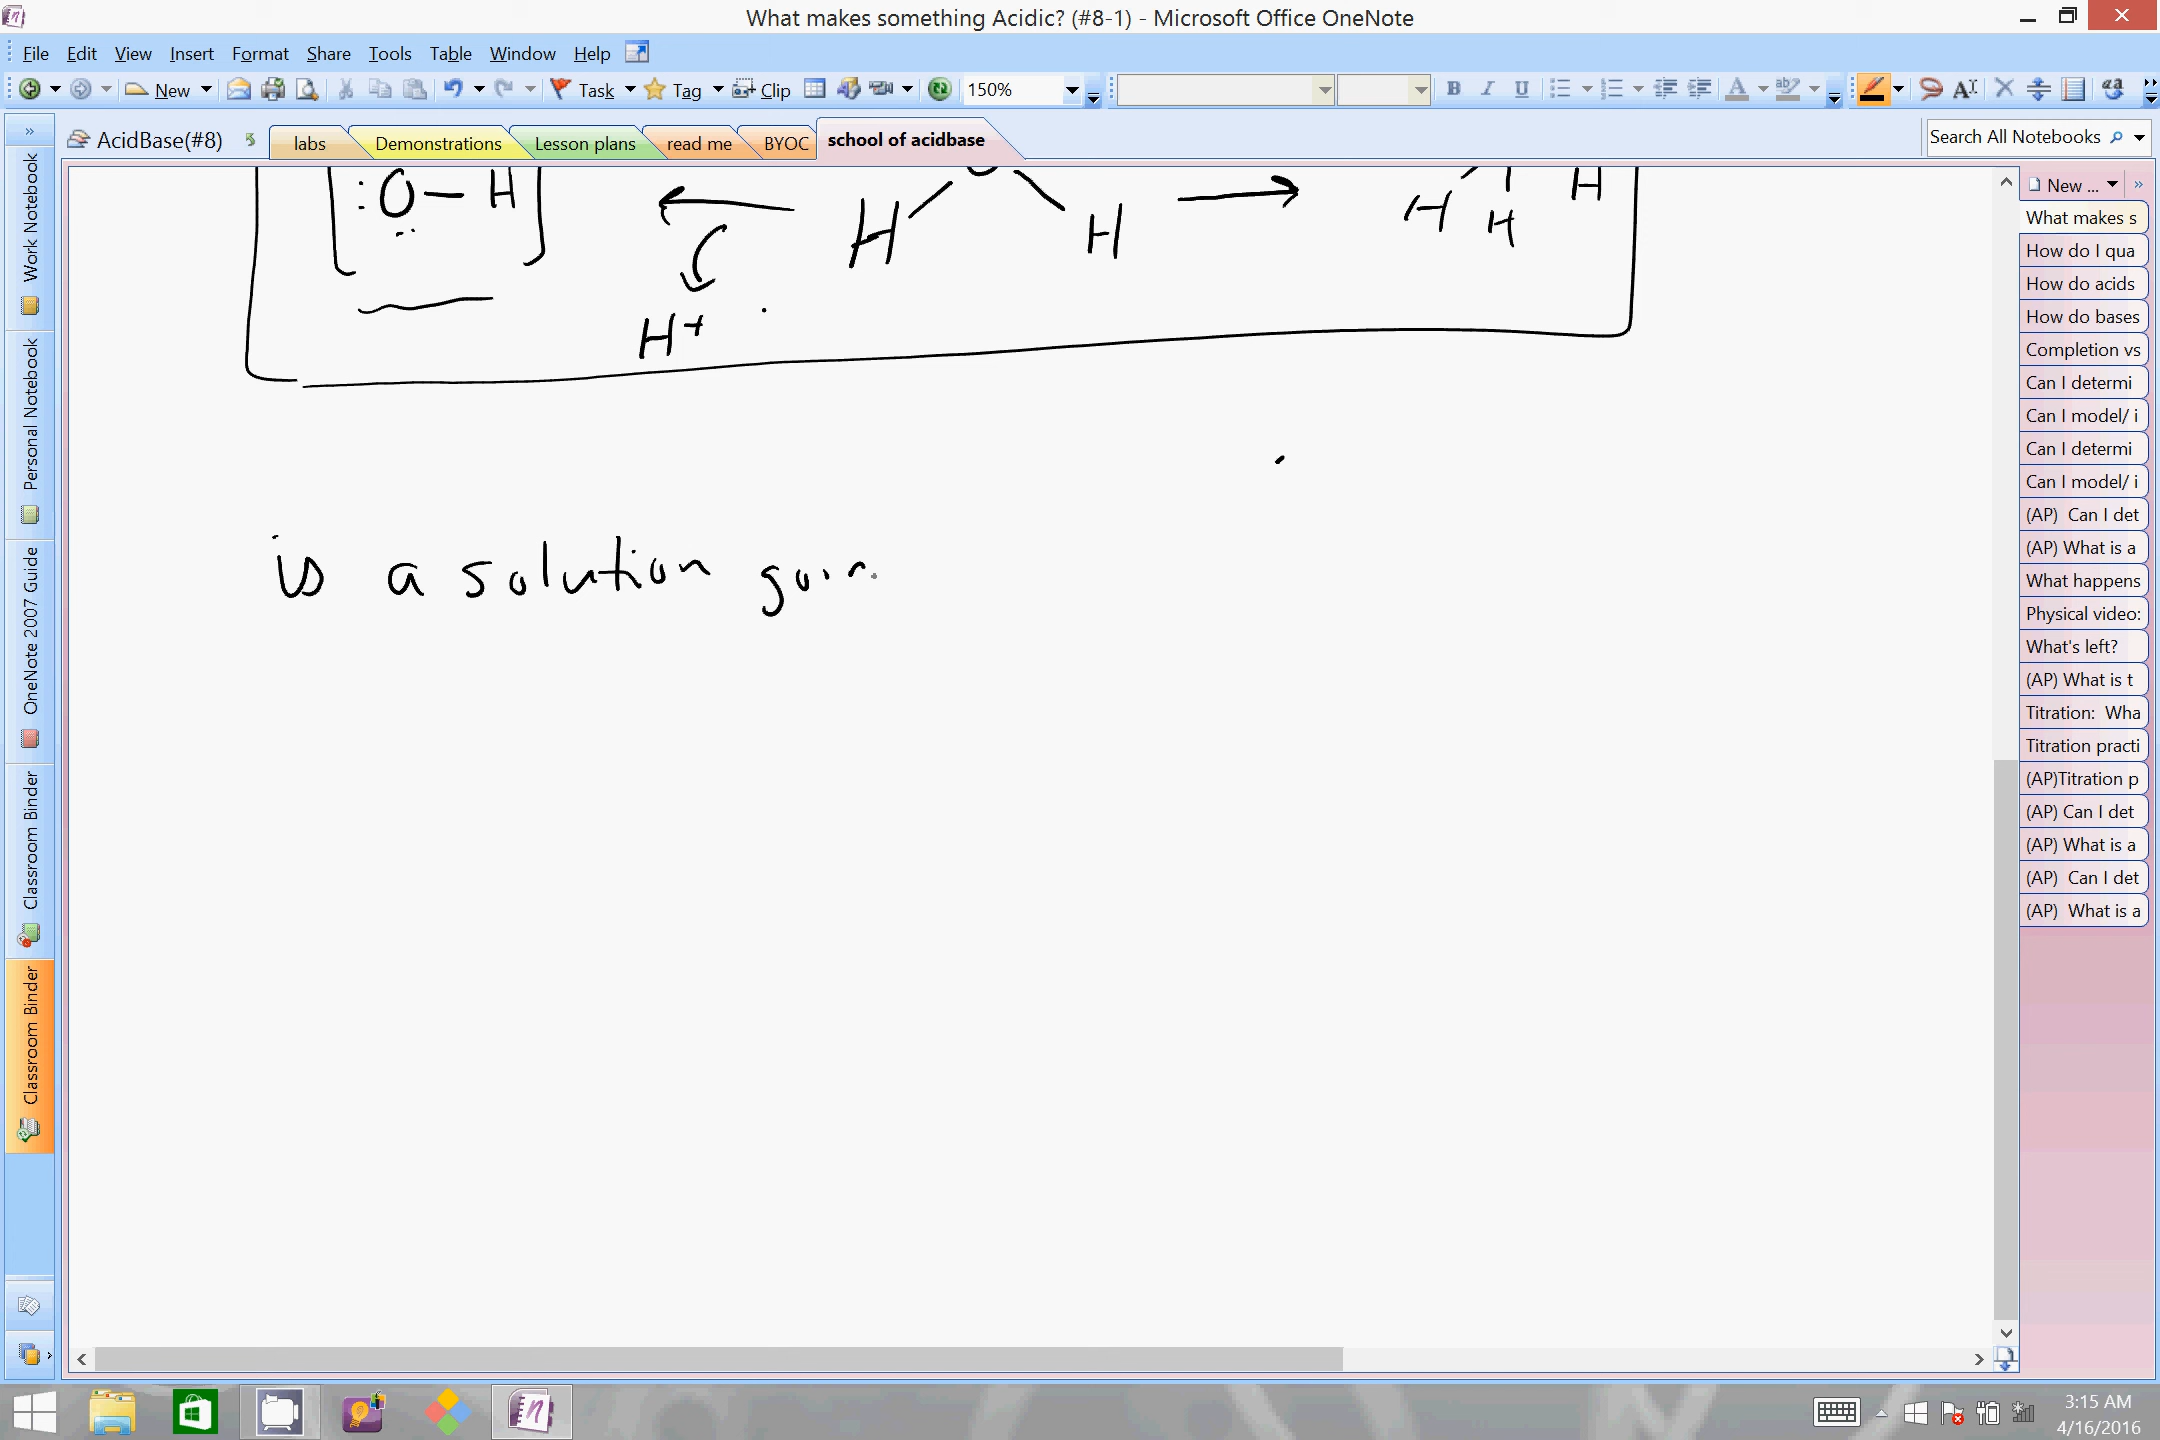 What makes something Acidic? (#8-1) - Microsoft Office OneNote
File Edit View Insert Format Share Tools Table Window Help
New Task Tag Clip 150% B I U
AcidBase(#8) labs Demonstrations Lesson plans read me BYOC school of acidbase Search All Notebooks
Work Notebook
Personal Notebook
OneNote 2007 Guide
Classroom Binder
Classroom Binder
:O—H
H H
H H H
H+
is a solution goin
New ...
What makes s
How do I qua
How do acids
How do bases
Completion vs
Can I determi
Can I model/ i
Can I determi
Can I model/ i
(AP) Can I det
(AP) What is a
What happens
Physical video:
What's left?
(AP) What is t
Titration: Wha
Titration practi
(AP)Titration p
(AP) Can I det
(AP) What is a
(AP) Can I det
(AP) What is a
3:15 AM
4/16/2016